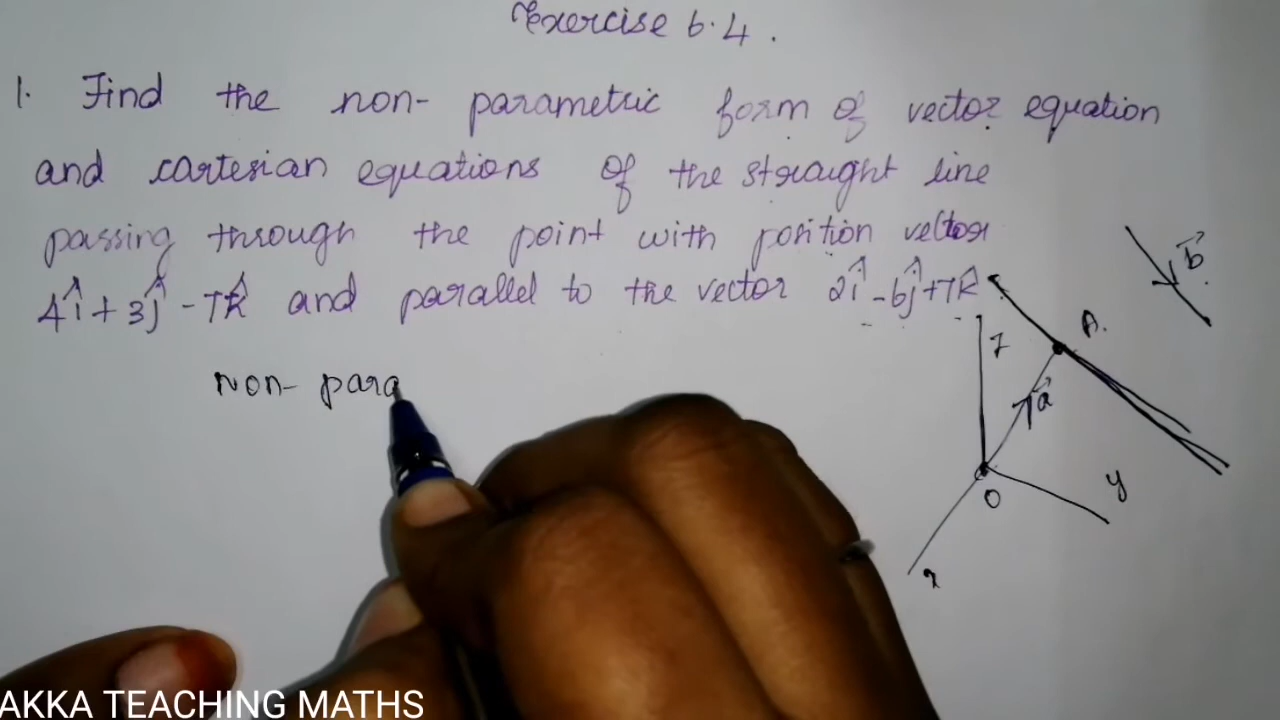 Exercise 6.4.
1. Find the non-parametric form of vector equation
and cartesian equations of the straight line
passing through the point with position vector
4î + 3ĵ - 7k̂ and parallel to the vector 2î - 6ĵ + 7k̂
b⃗
A.
z
a⃗
non-para
y
O
x
AKKA TEACHING MATHS